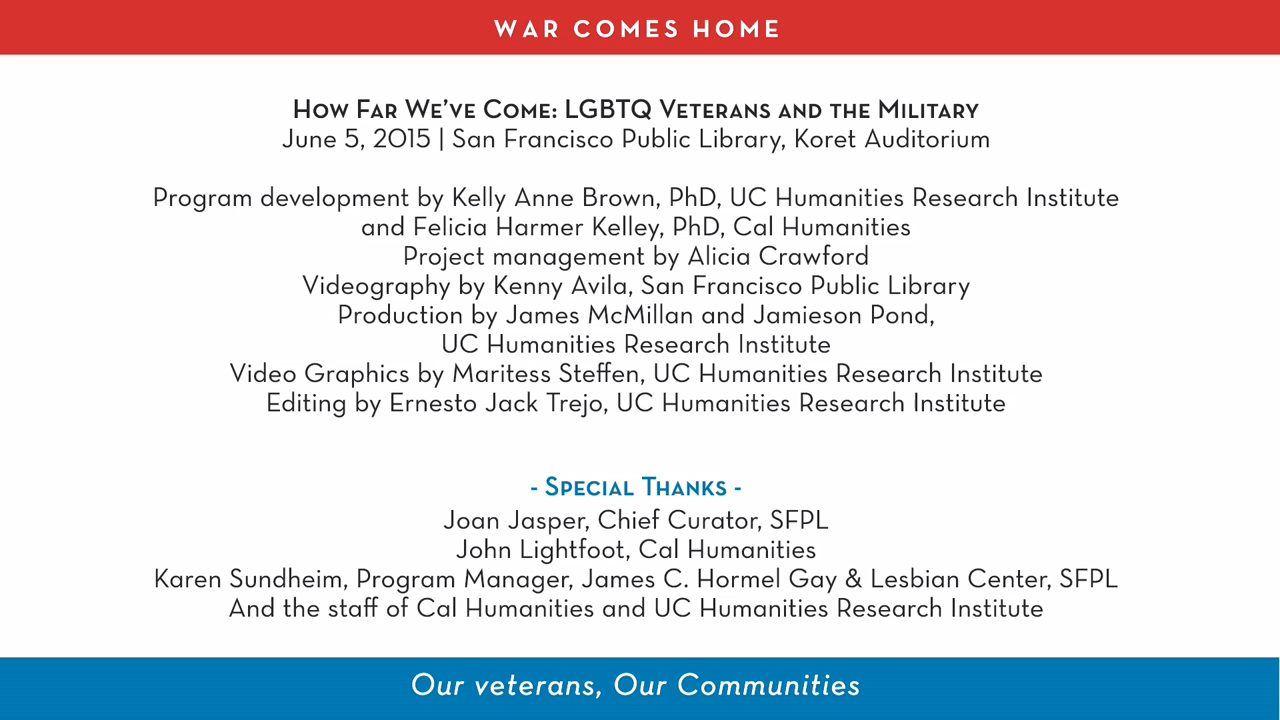 WAR COMES HOME
How Far We've Come: LGBTQ Veterans and the Military
June 5, 2015 | San Francisco Public Library, Koret Auditorium
Program development by Kelly Anne Brown, PhD, UC Humanities Research Institute
and Felicia Harmer Kelley, PhD, Cal Humanities
Project management by Alicia Crawford
Videography by Kenny Avila, San Francisco Public Library
Production by James McMillan and Jamieson Pond,
UC Humanities Research Institute
Video Graphics by Maritess Steffen, UC Humanities Research Institute
Editing by Ernesto Jack Trejo, UC Humanities Research Institute
- Special Thanks -
Joan Jasper, Chief Curator, SFPL
John Lightfoot, Cal Humanities
Karen Sundheim, Program Manager, James C. Hormel Gay & Lesbian Center, SFPL
And the staff of Cal Humanities and UC Humanities Research Institute
Our veterans, Our Communities